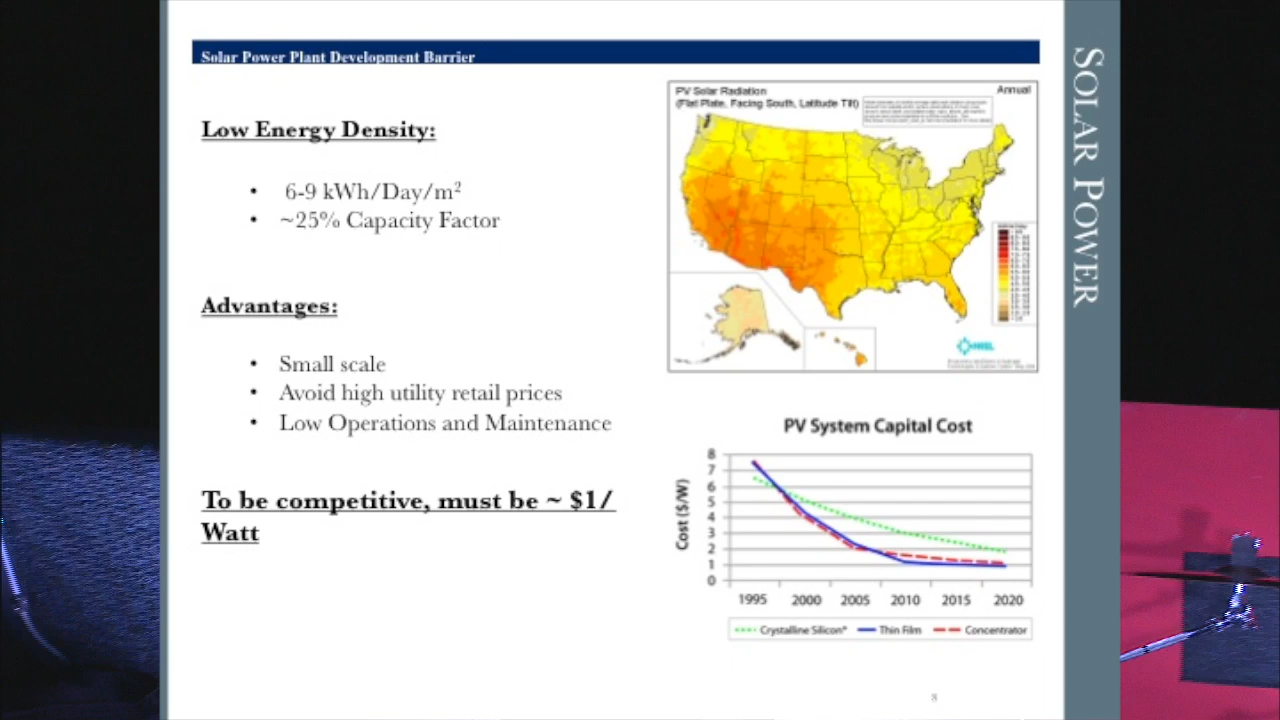 Solar Power Plant Development Barrier
SOLAR POWER
Low Energy Density:
• 6-9 kWh/Day/m²
• ~25% Capacity Factor
Advantages:
• Small scale
• Avoid high utility retail prices
• Low Operations and Maintenance
To be competitive, must be ~ $1/
Watt
PV Solar Radiation
(Flat Plate, Facing South, Latitude Tilt)
Annual
NREL
PV System Capital Cost
Cost ($/W)
8
7
6
5
4
3
2
1
0
1995 2000 2005 2010 2015 2020
Crystalline Silicon* Thin Film Concentrator
8